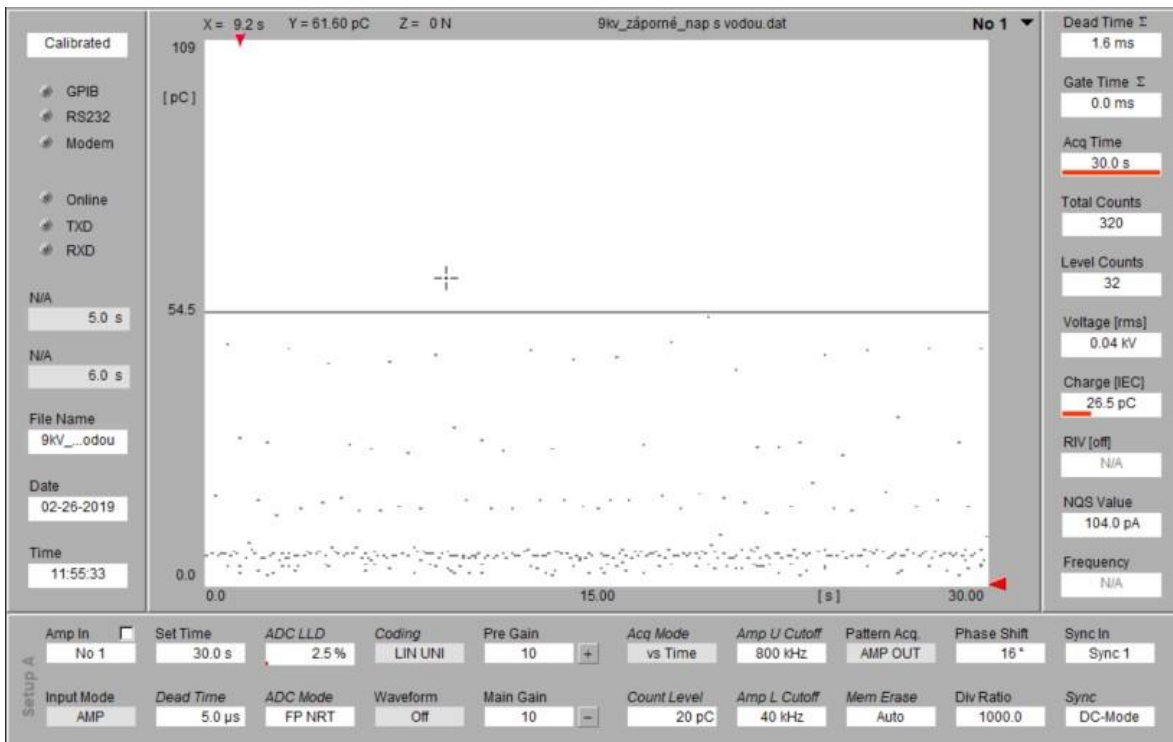 X = 9.2 s Y = 61.60 pC Z = 0 N 9kv_záporné_nap s vodou.dat No 1
Calibrated
GPIB
RS232
Modem
Online
TXD
RXD
N/A
5.0 s
N/A
6.0 s
File Name
9kV_...odou
Date
02-26-2019
Time
11:55:33
109
[ pC ]
54.5
0.0
0.0 15.00 [ s ] 30.00
Dead Time Σ
1.6 ms
Gate Time Σ
0.0 ms
Acq Time
30.0 s
Total Counts
320
Level Counts
32
Voltage [rms]
0.04 kV
Charge [IEC]
26.5 pC
RIV [off]
N/A
NQS Value
104.0 pA
Frequency
N/A
Setup A
Amp In Set Time ADC LLD Coding Pre Gain Acq Mode Amp U Cutoff Pattern Acq. Phase Shift Sync In
No 1 30.0 s 2.5 % LIN UNI 10 + vs Time 800 kHz AMP OUT 16 ° Sync 1
Input Mode Dead Time ADC Mode Waveform Main Gain Count Level Amp L Cutoff Mem Erase Div Ratio Sync
AMP 5.0 µs FP NRT Off 10 − 20 pC 40 kHz Auto 1000.0 DC-Mode